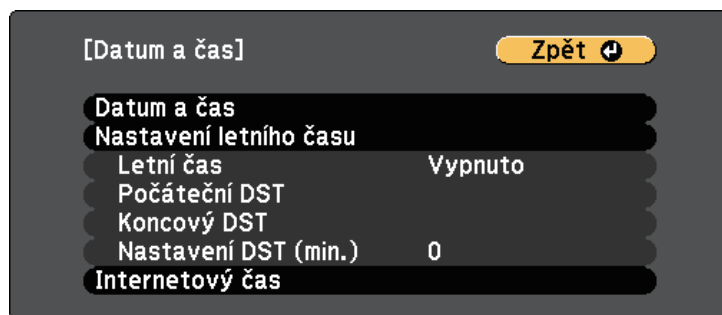 [Datum a čas] Zpět
Datum a čas
Nastavení letního času
Letní čas Vypnuto
Počáteční DST
Koncový DST
Nastavení DST (min.) 0
Internetový čas